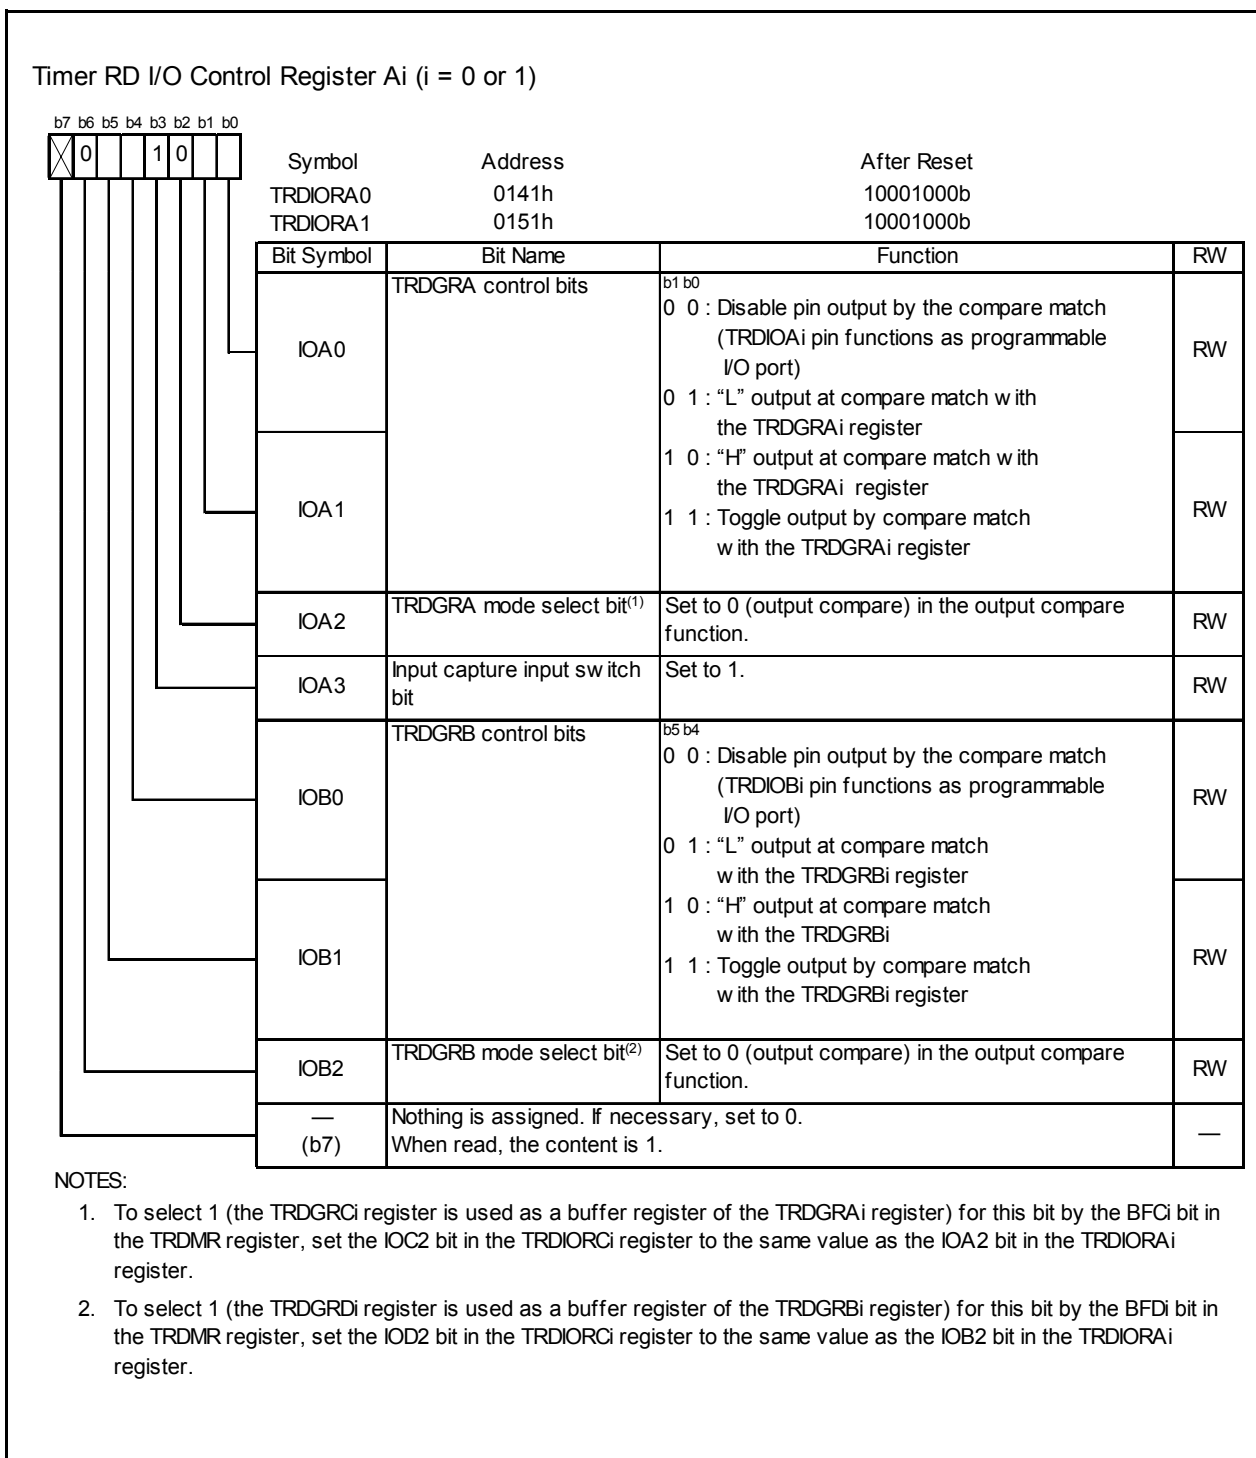 Timer RD I/O Control Register Ai (i = 0 or 1)
b7 b6 b5 b4 b3 b2 b1 b0
0 1 0
Symbol Address After Reset
TRDIORA0 0141h 10001000b
TRDIORA1 0151h 10001000b
Bit Symbol Bit Name Function RW
IOA0 TRDGRA control bits b1 b0 RW
0 0 : Disable pin output by the compare match
(TRDIOAi pin functions as programmable
I/O port)
0 1 : “L” output at compare match with
the TRDGRAi register
IOA1 1 0 : “H” output at compare match with RW
the TRDGRAi register
1 1 : Toggle output by compare match
with the TRDGRAi register
IOA2 TRDGRA mode select bit(1) Set to 0 (output compare) in the output compare RW
function.
IOA3 Input capture input switch Set to 1. RW
bit
IOB0 TRDGRB control bits b5 b4 RW
0 0 : Disable pin output by the compare match
(TRDIOBi pin functions as programmable
I/O port)
0 1 : “L” output at compare match
with the TRDGRBi register
IOB1 1 0 : “H” output at compare match RW
with the TRDGRBi
1 1 : Toggle output by compare match
with the TRDGRBi register
IOB2 TRDGRB mode select bit(2) Set to 0 (output compare) in the output compare RW
function.
— Nothing is assigned. If necessary, set to 0. —
(b7) When read, the content is 1.
NOTES:
1. To select 1 (the TRDGRCi register is used as a buffer register of the TRDGRAi register) for this bit by the BFCi bit in
the TRDMR register, set the IOC2 bit in the TRDIORCi register to the same value as the IOA2 bit in the TRDIORAi
register.
2. To select 1 (the TRDGRDi register is used as a buffer register of the TRDGRBi register) for this bit by the BFDi bit in
the TRDMR register, set the IOD2 bit in the TRDIORCi register to the same value as the IOB2 bit in the TRDIORAi
register.